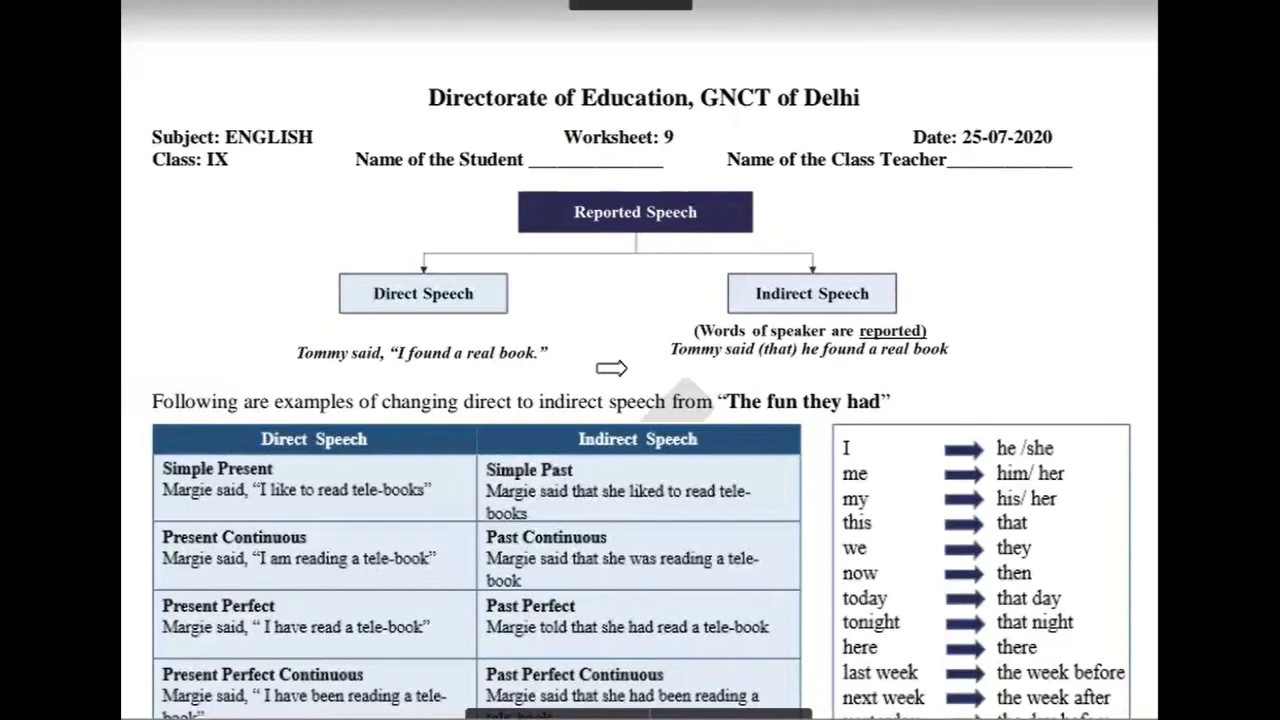 Directorate of Education, GNCT of Delhi
Subject: ENGLISH Worksheet: 9 Date: 25-07-2020
Class: IX Name of the Student ______________ Name of the Class Teacher_____________
Reported Speech
Direct Speech Indirect Speech
(Words of speaker are reported)
Tommy said, “I found a real book.” Tommy said (that) he found a real book
Following are examples of changing direct to indirect speech from “The fun they had”
Direct Speech Indirect Speech
Simple Present
Margie said, “I like to read tele-books”
Simple Past
Margie said that she liked to read tele-
books
Present Continuous
Margie said, “I am reading a tele-book”
Past Continuous
Margie said that she was reading a tele-
book
Present Perfect
Margie said, “ I have read a tele-book”
Past Perfect
Margie told that she had read a tele-book
Present Perfect Continuous
Margie said, “ I have been reading a tele-
book”
Past Perfect Continuous
Margie said that she had been reading a
I he /she
me him/ her
my his/ her
this that
we they
now then
today that day
tonight that night
here there
last week the week before
next week the week after